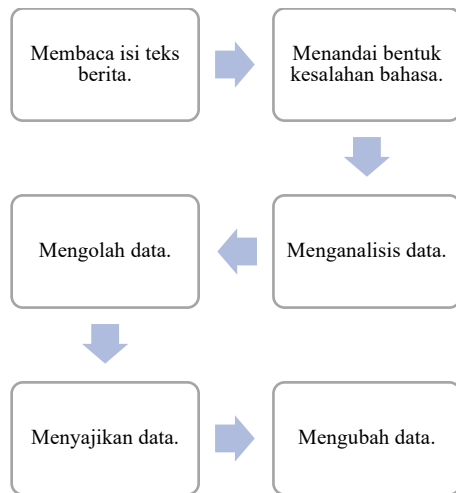 Membaca isi teks
berita.
Menandai bentuk
kesalahan bahasa.
Menganalisis data.
Mengolah data.
Menyajikan data.
Mengubah data.